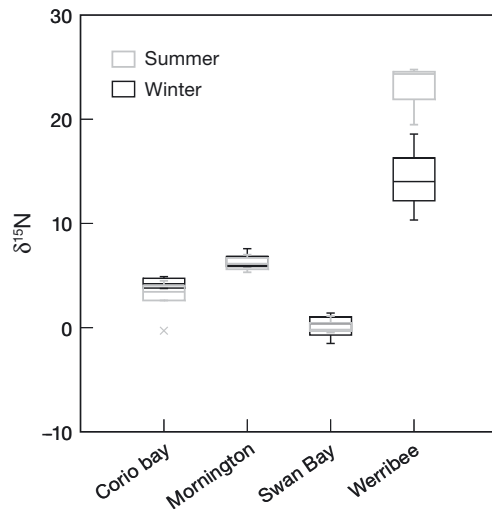 30
Summer
Winter
20
δ¹⁵N
10
0
–10
Corio bay
Mornington
Swan Bay
Werribee